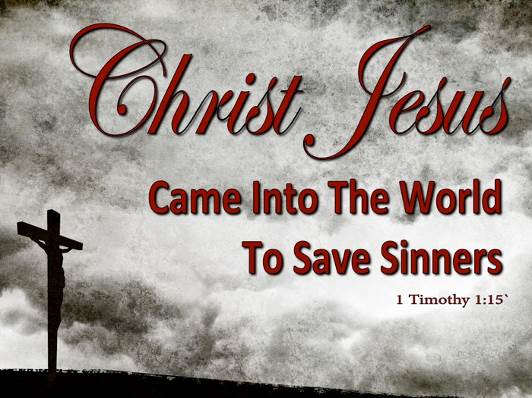 Christ Jesus
Came Into The World
To Save Sinners
1 Timothy 1:15`